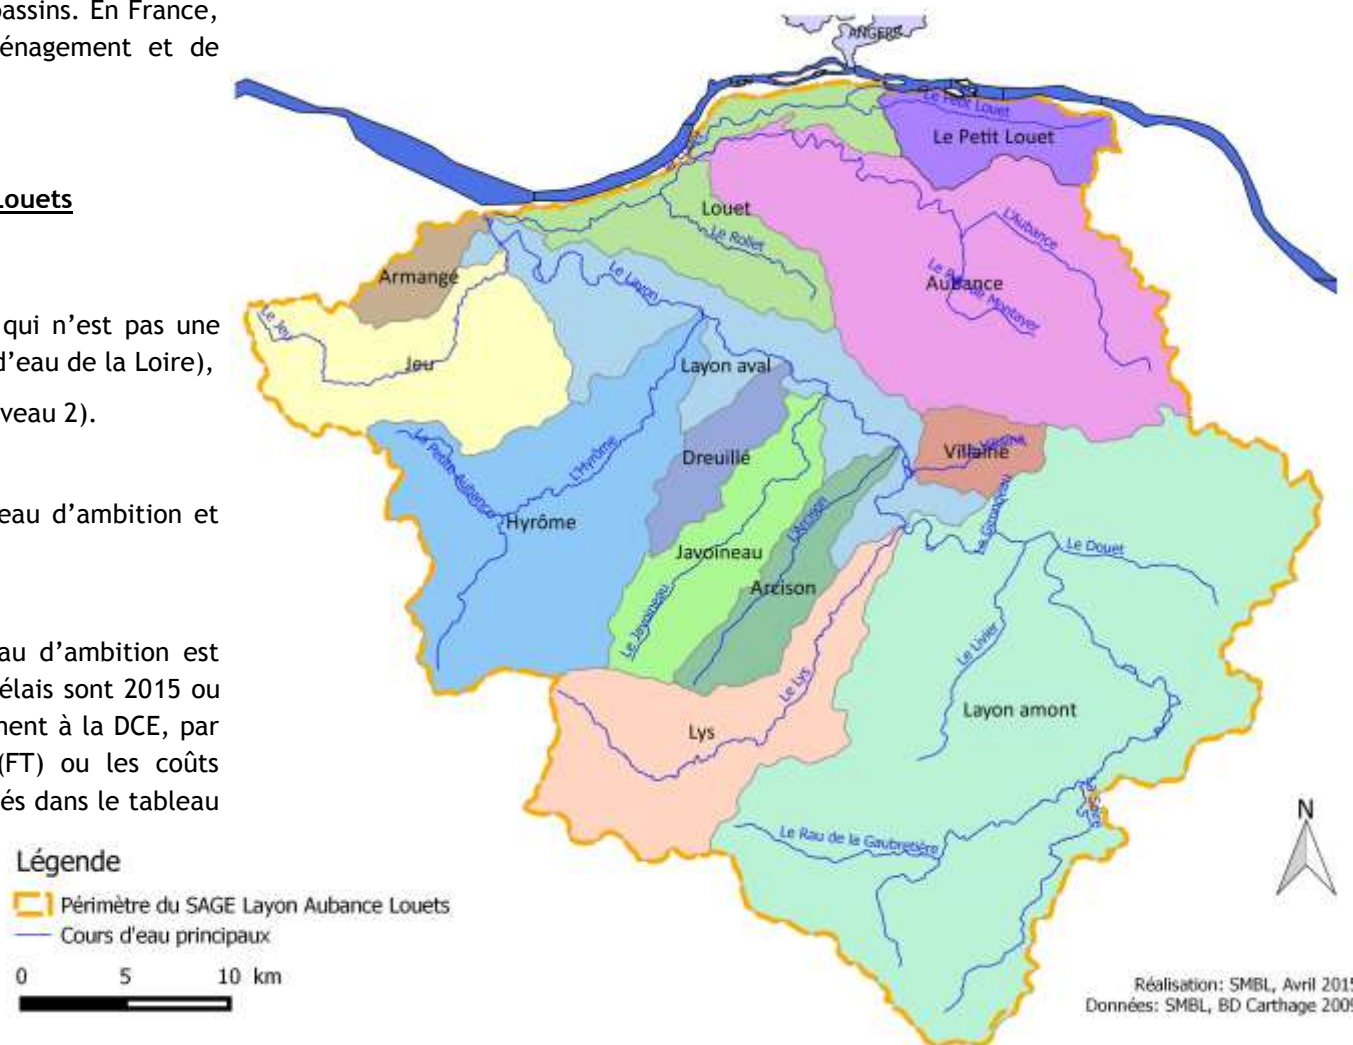 bassins. En France,
énagement et de
Louets
qui n’est pas une
d’eau de la Loire),
veau 2).
eau d’ambition et
au d’ambition est
élais sont 2015 ou
ment à la DCE, par
(FT) ou les coûts
és dans le tableau
ANGERS
Le Petit Louet
Le Petit Louet
Louet
Le Rollet
L'Aubance
Aubance
Armangé
Le Layon
Le Jeu
Jeu
Layon aval
La Petite Aubance
L'Hyrôme
Hyrôme
Dreuillé
Villaine
Javoineau
Le Javoineau
L'Arcison
Arcison
Le Douet
Le Livier
Le Lys
Lys
Layon amont
Le Rau de la Gaubretière
N
Légende
Périmètre du SAGE Layon Aubance Louets
Cours d'eau principaux
0 5 10 km
Réalisation: SMBL, Avril 2015
Données: SMBL, BD Carthage 2009